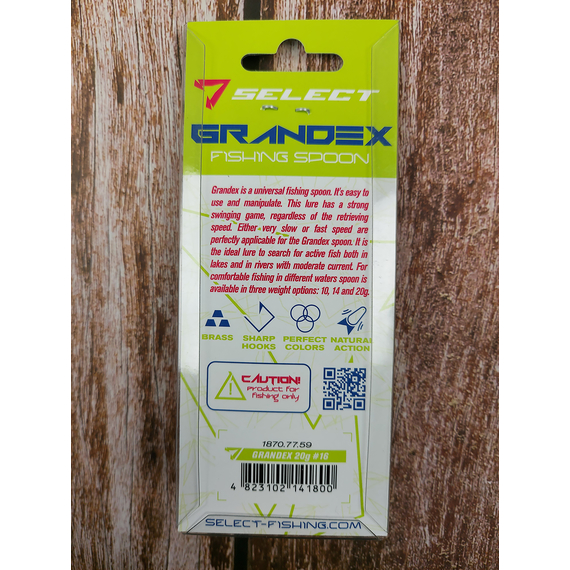 SELECT
GRANDEX
FISHING SPOON
Grandex is a universal fishing spoon. It's easy to
use and manipulate. This lure has a strong
swinging game, regardless of the retrieving
speed. Either very slow or fast speed are
perfectly applicable for the Grandex spoon. It is
the ideal lure to search for active fish both in
lakes and in rivers with moderate current. For
comfortable fishing in different waters spoon is
available in three weight options: 10, 14 and 20g.
BRASS SHARP HOOKS PERFECT COLORS NATURAL ACTION
CAUTION!
Product for
fishing only
1870.77.59
GRANDEX 20g #16
4 823102 141800
SELECT-FISHING.COM